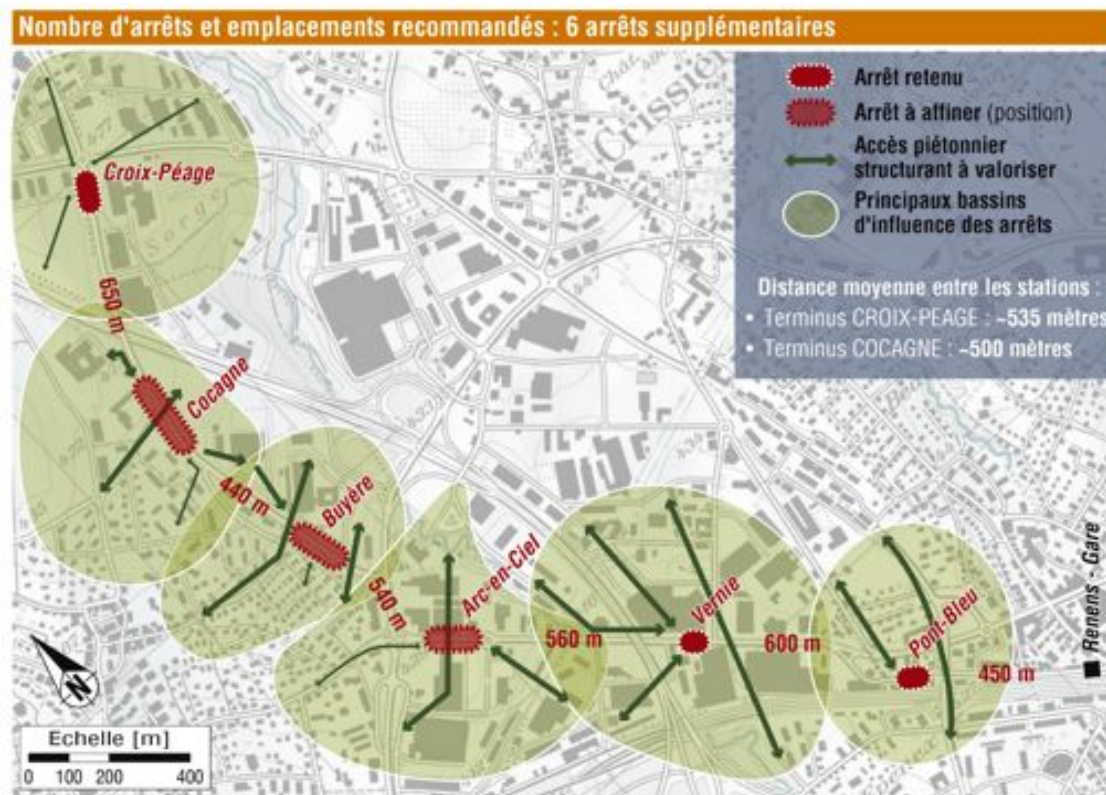 Nombre d'arrêts et emplacements recommandés : 6 arrêts supplémentaires
Arrêt retenu
Arrêt à affiner (position)
Accès piétonnier
structurant à valoriser
Principaux bassins
d'influence des arrêts
Distance moyenne entre les stations :
• Terminus CROIX-PEAGE : ~535 mètres
• Terminus COCAGNE : ~500 mètres
Crissier
Croix-Péage
650 m
Cocagne
440 m
Buyère
540 m
Arc-en-Ciel
560 m
Vernie
600 m
Pont-Bleu
450 m
Renens - Gare
N
Echelle [m]
0 100 200 400